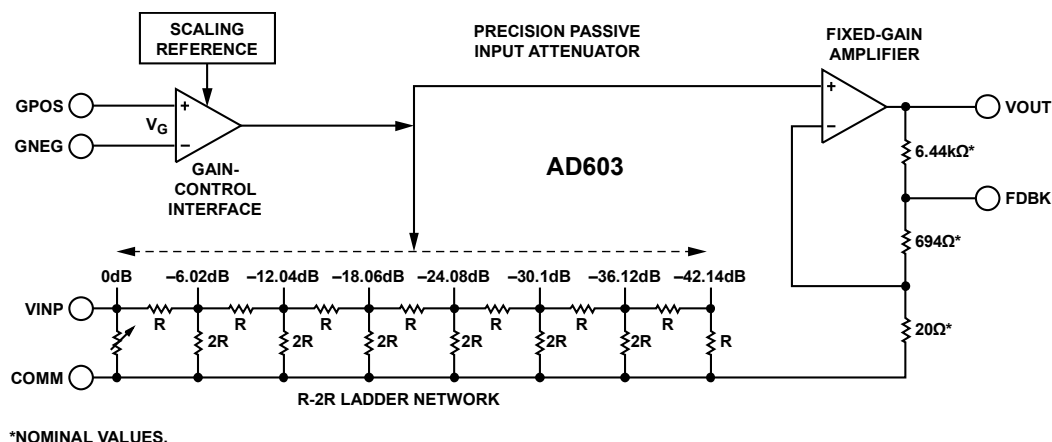 SCALING
REFERENCE
PRECISION PASSIVE
INPUT ATTENUATOR
FIXED-GAIN
AMPLIFIER
GPOS
VG
GNEG
+
−
GAIN-
CONTROL
INTERFACE
AD603
+
−
VOUT
6.44kΩ*
FDBK
694Ω*
20Ω*
0dB −6.02dB −12.04dB −18.06dB −24.08dB −30.1dB −36.12dB −42.14dB
VINP
R R R R R R R
2R 2R 2R 2R 2R 2R R
COMM
R-2R LADDER NETWORK
*NOMINAL VALUES.